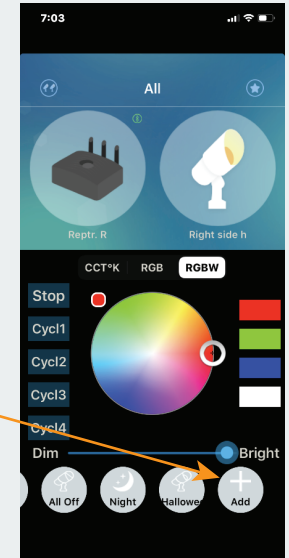 7:03
All
Reptr. R
Right side h
CCT°K RGB RGBW
Stop
Cycl1
Cycl2
Cycl3
Cycl4
Dim Bright
All Off Night Hallowee Add